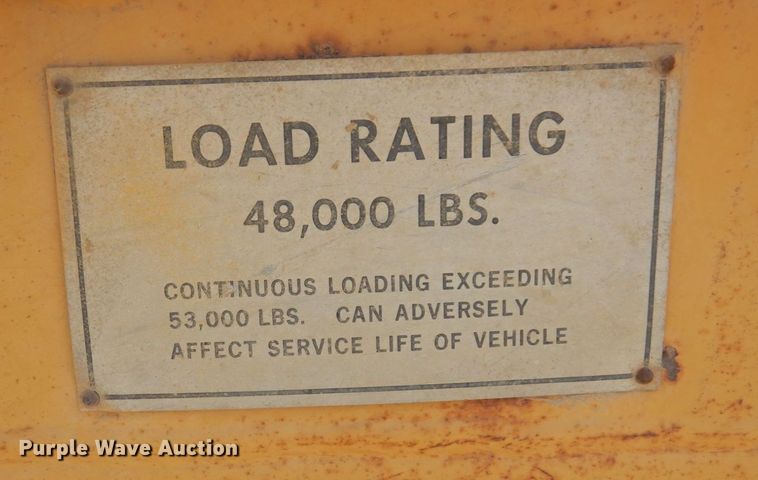 LOAD RATING
48,000 LBS.
CONTINUOUS LOADING EXCEEDING
53,000 LBS. CAN ADVERSELY
AFFECT SERVICE LIFE OF VEHICLE
Purple Wave Auction